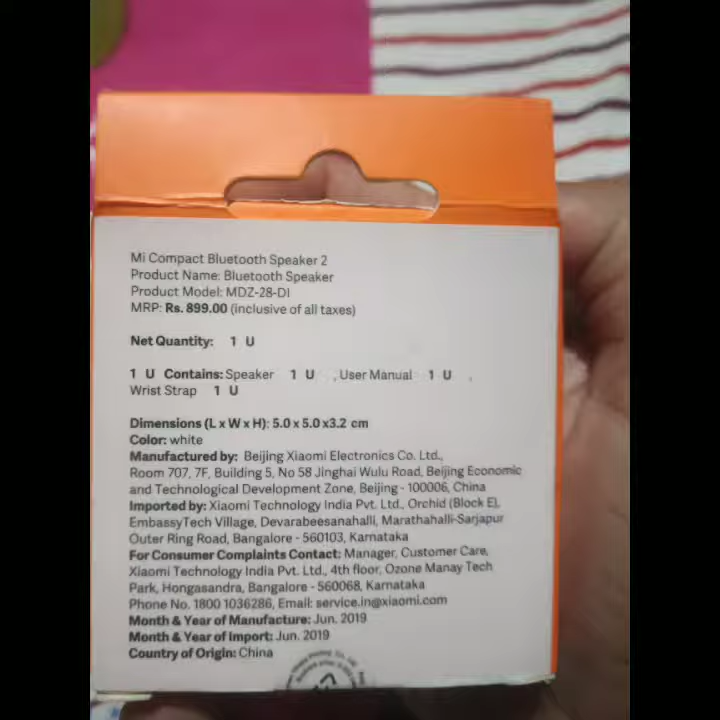 Mi Compact Bluetooth Speaker 2
Product Name: Bluetooth Speaker
Product Model: MDZ-28-DI
MRP: Rs. 899.00 (inclusive of all taxes)
Net Quantity: 1 U
1 U Contains: Speaker 1 U , User Manual 1 U ,
Wrist Strap 1 U
Dimensions (L x W x H): 5.0 x 5.0 x3.2 cm
Color: white
Manufactured by: Beijing Xiaomi Electronics Co. Ltd.,
Room 707, 7F, Building 5, No 58 Jinghai Wulu Road, Beijing Economic
and Technological Development Zone, Beijing - 100006, China
Imported by: Xiaomi Technology India Pvt. Ltd., Orchid (Block E),
EmbassyTech Village, Devarabeesanahalli, Marathahalli-Sarjapur
Outer Ring Road, Bangalore - 560103, Karnataka
For Consumer Complaints Contact: Manager, Customer Care,
Xiaomi Technology India Pvt. Ltd., 4th floor, Ozone Manay Tech
Park, Hongasandra, Bangalore - 560068, Karnataka
Phone No. 1800 1036286, Email: service.in@xiaomi.com
Month & Year of Manufacture: Jun. 2019
Month & Year of Import: Jun. 2019
Country of Origin: China